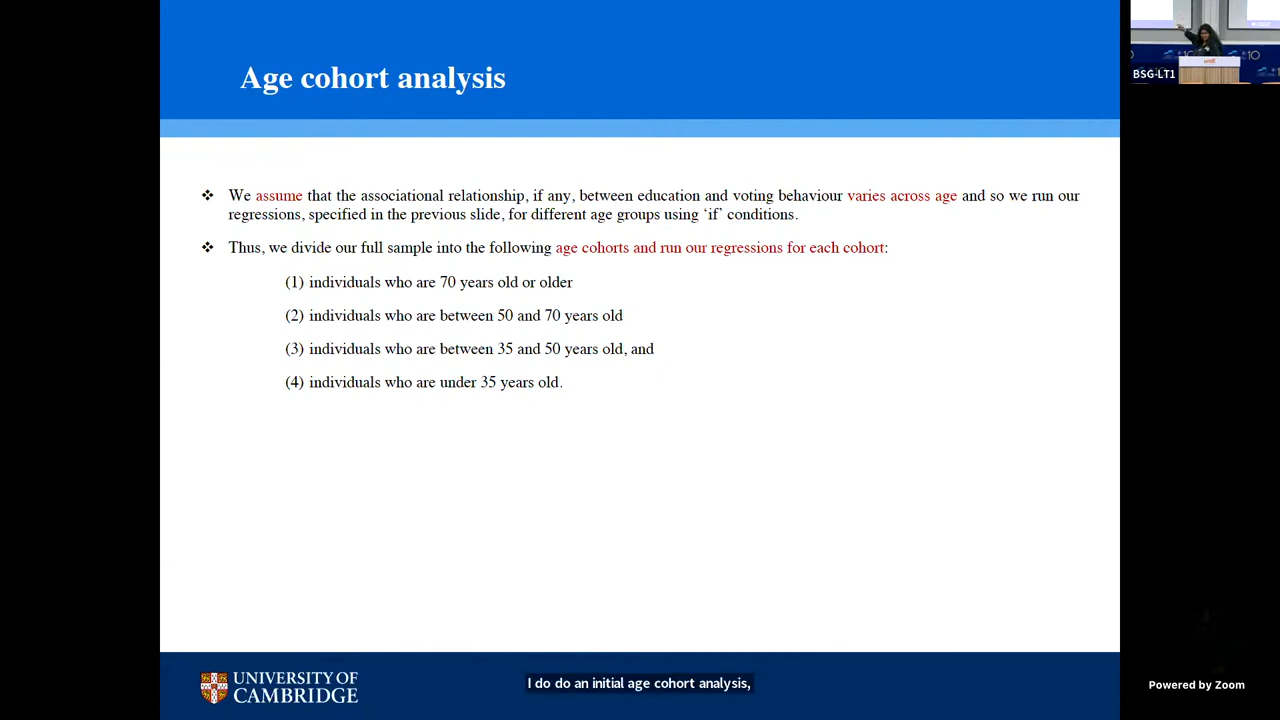 Age cohort analysis
BSG-LT1
❖ We assume that the associational relationship, if any, between education and voting behaviour varies across age and so we run our
regressions, specified in the previous slide, for different age groups using ‘if’ conditions.
❖ Thus, we divide our full sample into the following age cohorts and run our regressions for each cohort:
(1) individuals who are 70 years old or older
(2) individuals who are between 50 and 70 years old
(3) individuals who are between 35 and 50 years old, and
(4) individuals who are under 35 years old.
UNIVERSITY OF
CAMBRIDGE
I do do an initial age cohort analysis,
Powered by Zoom